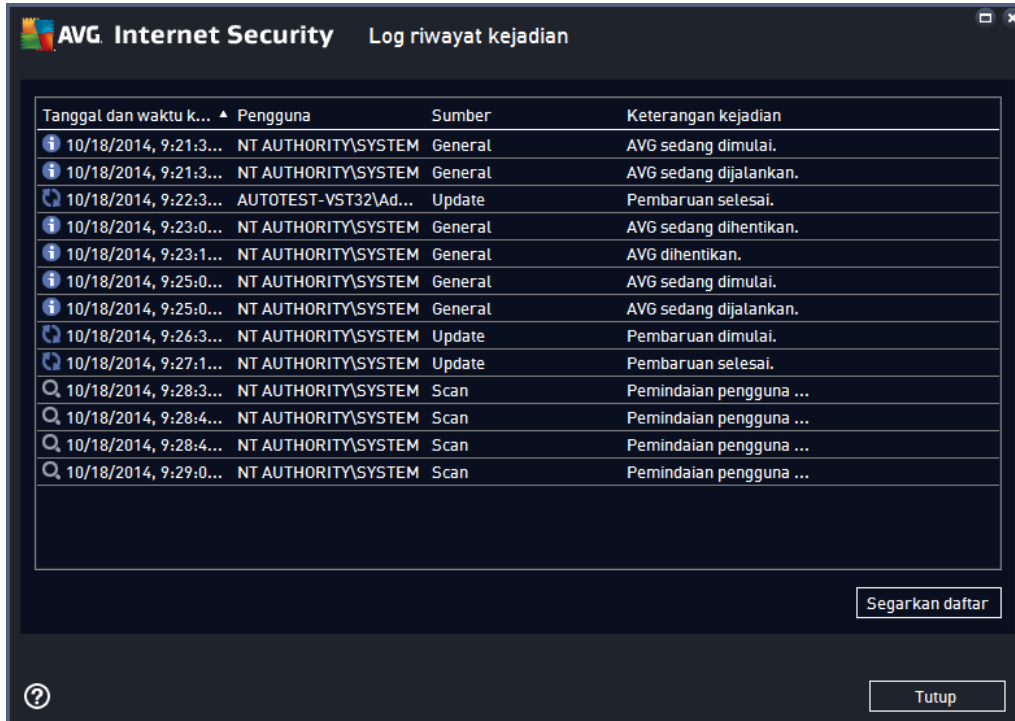 AVG. Internet Security Log riwayat kejadian
Tanggal dan waktu k... Pengguna Sumber Keterangan kejadian
10/18/2014, 9:21:3... NT AUTHORITY\SYSTEM General AVG sedang dimulai.
10/18/2014, 9:21:3... NT AUTHORITY\SYSTEM General AVG sedang dijalankan.
10/18/2014, 9:22:3... AUTOTEST-VST32\Ad... Update Pembaruan selesai.
10/18/2014, 9:23:0... NT AUTHORITY\SYSTEM General AVG sedang dihentikan.
10/18/2014, 9:23:1... NT AUTHORITY\SYSTEM General AVG dihentikan.
10/18/2014, 9:25:0... NT AUTHORITY\SYSTEM General AVG sedang dimulai.
10/18/2014, 9:25:0... NT AUTHORITY\SYSTEM General AVG sedang dijalankan.
10/18/2014, 9:26:3... NT AUTHORITY\SYSTEM Update Pembaruan dimulai.
10/18/2014, 9:27:1... NT AUTHORITY\SYSTEM Update Pembaruan selesai.
10/18/2014, 9:28:3... NT AUTHORITY\SYSTEM Scan Pemindaian pengguna ...
10/18/2014, 9:28:4... NT AUTHORITY\SYSTEM Scan Pemindaian pengguna ...
10/18/2014, 9:28:4... NT AUTHORITY\SYSTEM Scan Pemindaian pengguna ...
10/18/2014, 9:29:0... NT AUTHORITY\SYSTEM Scan Pemindaian pengguna ...
Segarkan daftar
Tutup